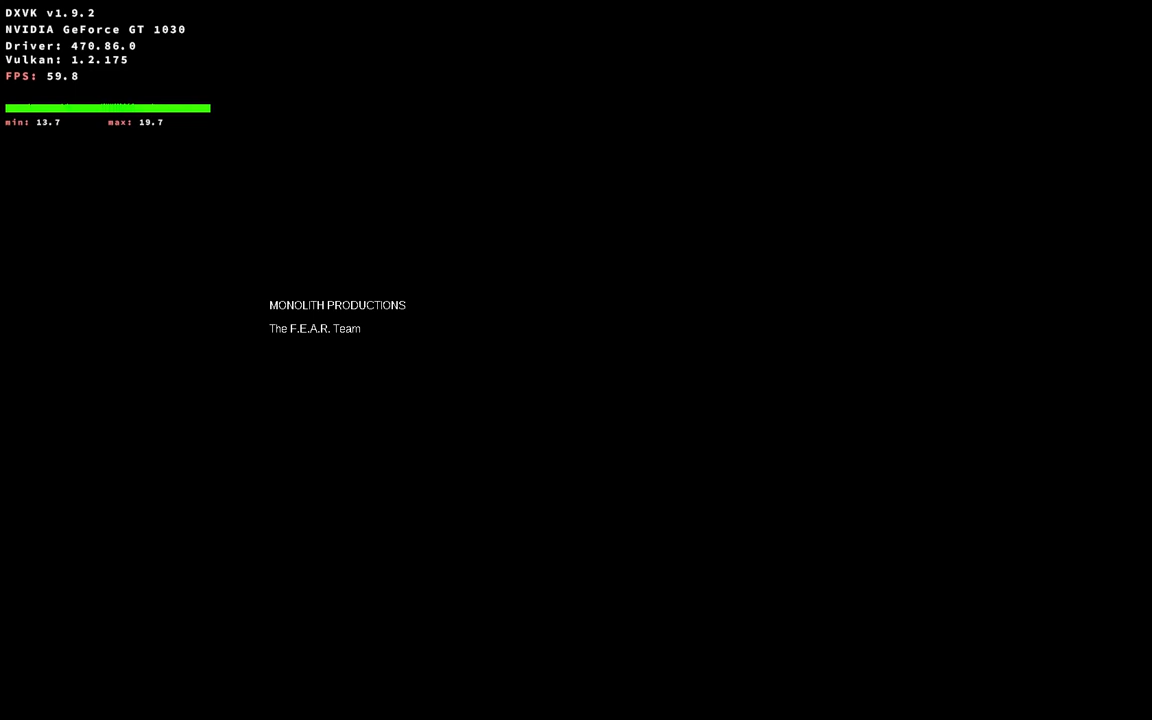 DXVK v1.9.2
NVIDIA GeForce GT 1030
Driver: 470.86.0
Vulkan: 1.2.175
FPS: 59.8
min: 13.7 max: 19.7
MONOLITH PRODUCTIONS
The F.E.A.R. Team